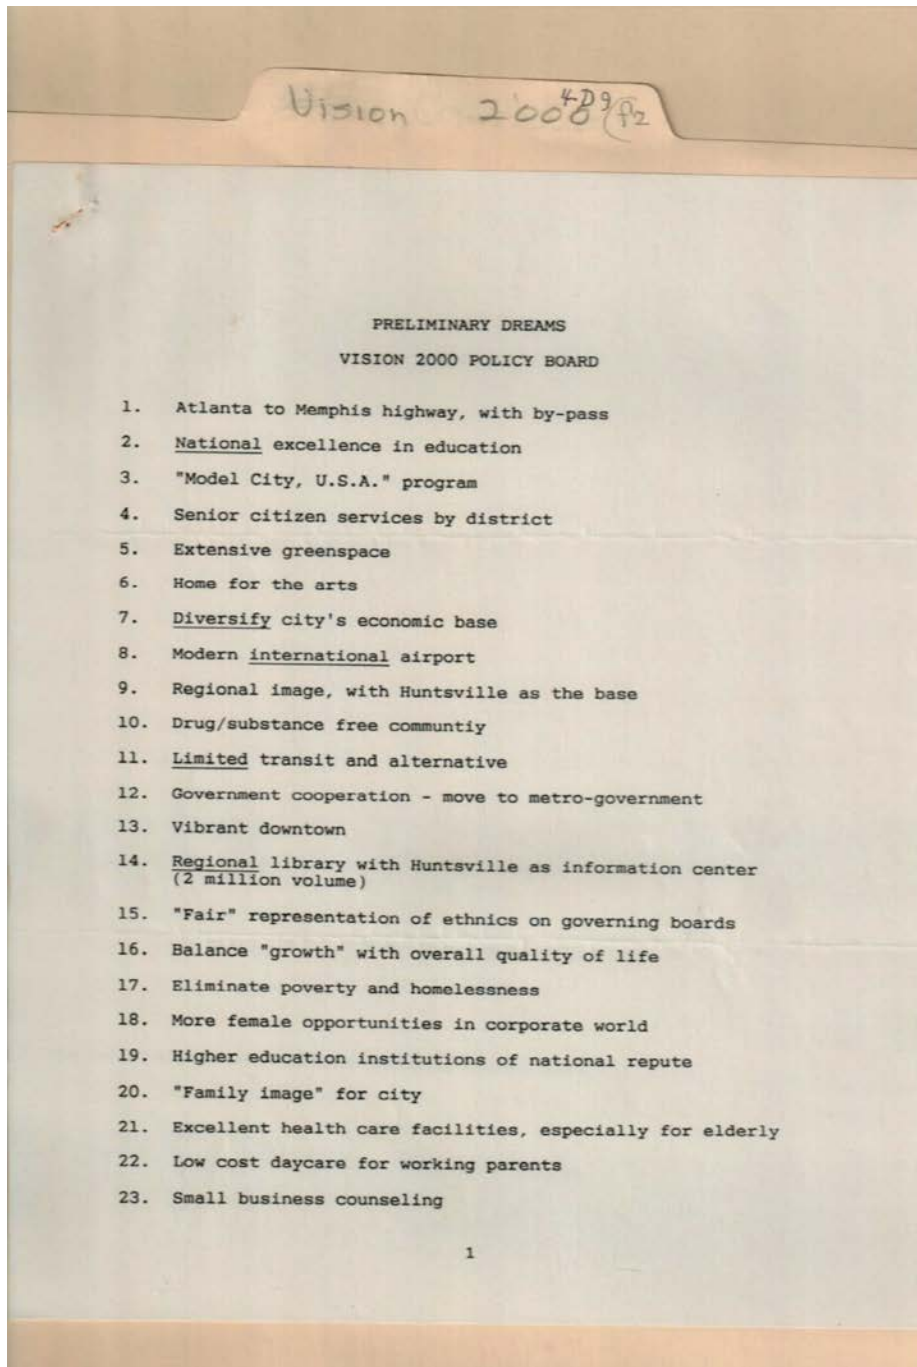 Vision 2000 4-D9/f2
PRELIMINARY DREAMS
VISION 2000 POLICY BOARD
1. Atlanta to Memphis highway, with by-pass
2. National excellence in education
3. "Model City, U.S.A." program
4. Senior citizen services by district
5. Extensive greenspace
6. Home for the arts
7. Diversify city's economic base
8. Modern international airport
9. Regional image, with Huntsville as the base
10. Drug/substance free communtiy
11. Limited transit and alternative
12. Government cooperation - move to metro-government
13. Vibrant downtown
14. Regional library with Huntsville as information center
(2 million volume)
15. "Fair" representation of ethnics on governing boards
16. Balance "growth" with overall quality of life
17. Eliminate poverty and homelessness
18. More female opportunities in corporate world
19. Higher education institutions of national repute
20. "Family image" for city
21. Excellent health care facilities, especially for elderly
22. Low cost daycare for working parents
23. Small business counseling
1